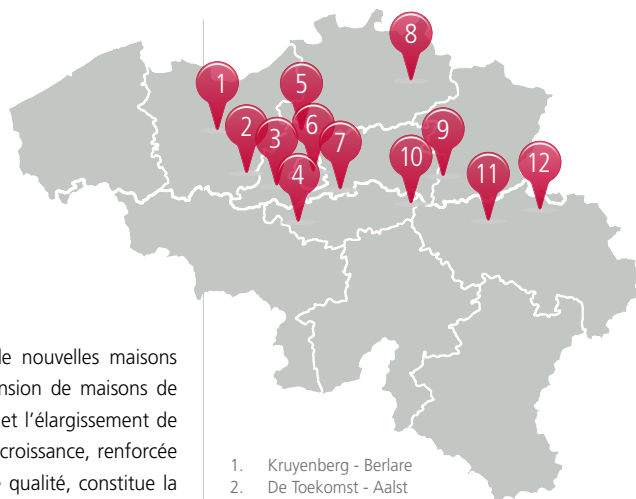 8
1
5
2
6
3
7
9
4
10
11
12
de nouvelles maisons
nsion de maisons de
et l'élargissement de
croissance, renforcée
qualité, constitue la
1. Kruyenberg - Berlare
2. De Toekomst - Aalst